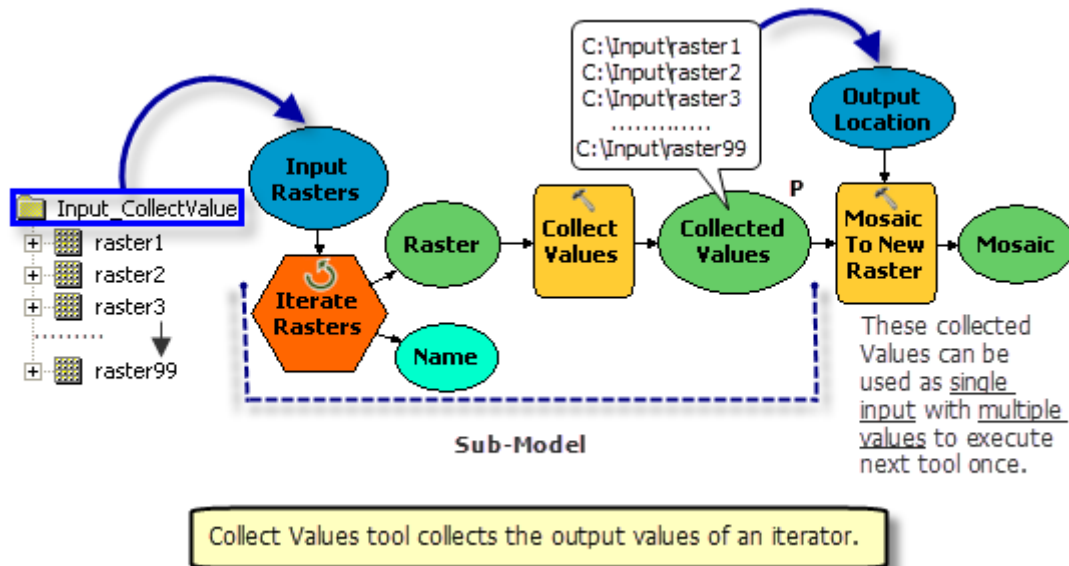 C:\Input\raster1
C:\Input\raster2
C:\Input\raster3
..............
C:\Input\raster99
Output
Location
Input
Rasters
Input_CollectValue
raster1
raster2
raster3
.........
raster99
Raster
Collect
Values
Collected
Values
P
Mosaic
To New
Raster
Mosaic
Iterate
Rasters
Name
These collected
Values can be
used as single
input with multiple
values to execute
next tool once.
Sub-Model
Collect Values tool collects the output values of an iterator.